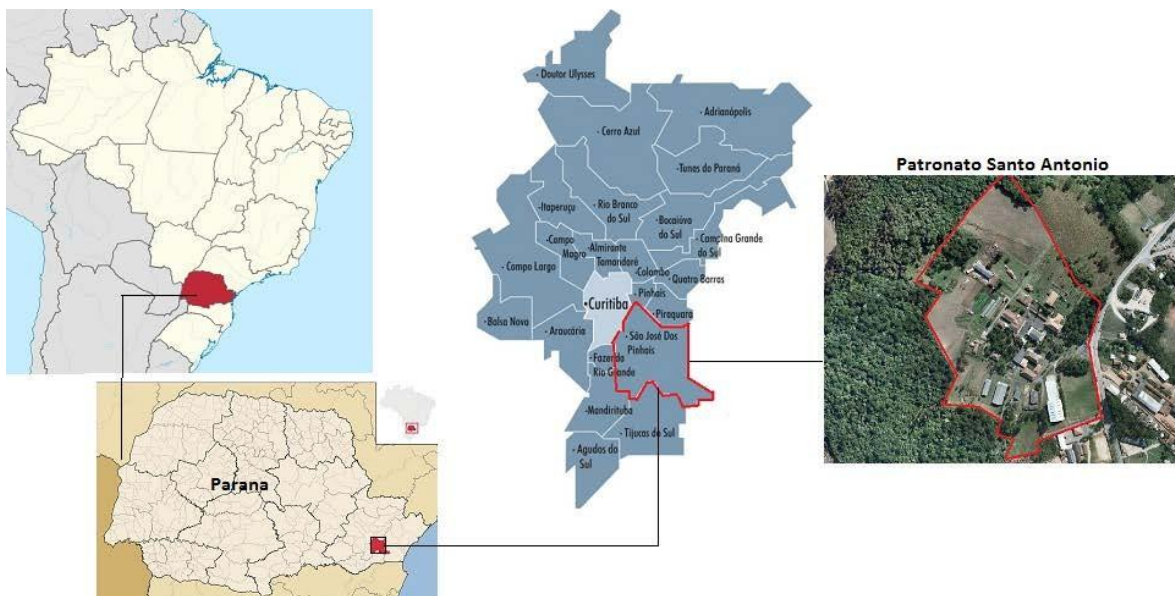 Doutor Ulysses
Adrianópolis
Cerro Azul
Tunas do Paraná
Patronato Santo Antonio
Itaperuçu
Rio Branco
do Sul
Bocaiúva
do Sul
Campo
Magro
Almirante
Tamandaré
Campina Grande
do Sul
Campo Largo
Colombo
Quatro Barras
Curitiba
Pinhais
Piraquara
Balsa Nova
Araucária
São José Dos
Pinhais
Fazenda
Rio Grande
Mandirituba
Tijucas do Sul
Agudos do
Sul
Parana